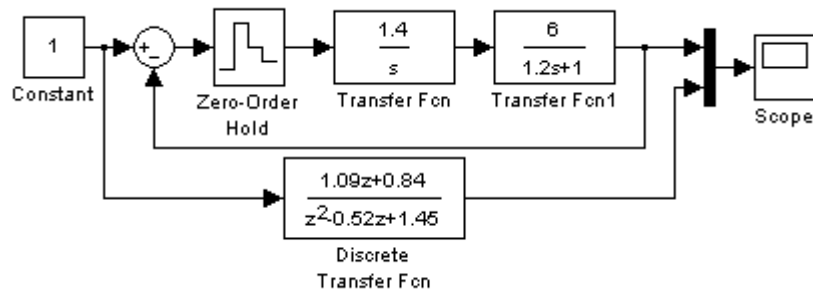 1
Constant
+
−
Zero-Order
Hold
1.4
s
Transfer Fcn
6
1.2s+1
Transfer Fcn1
Scope
1.09z+0.84
z²-0.52z+1.45
Discrete
Transfer Fcn